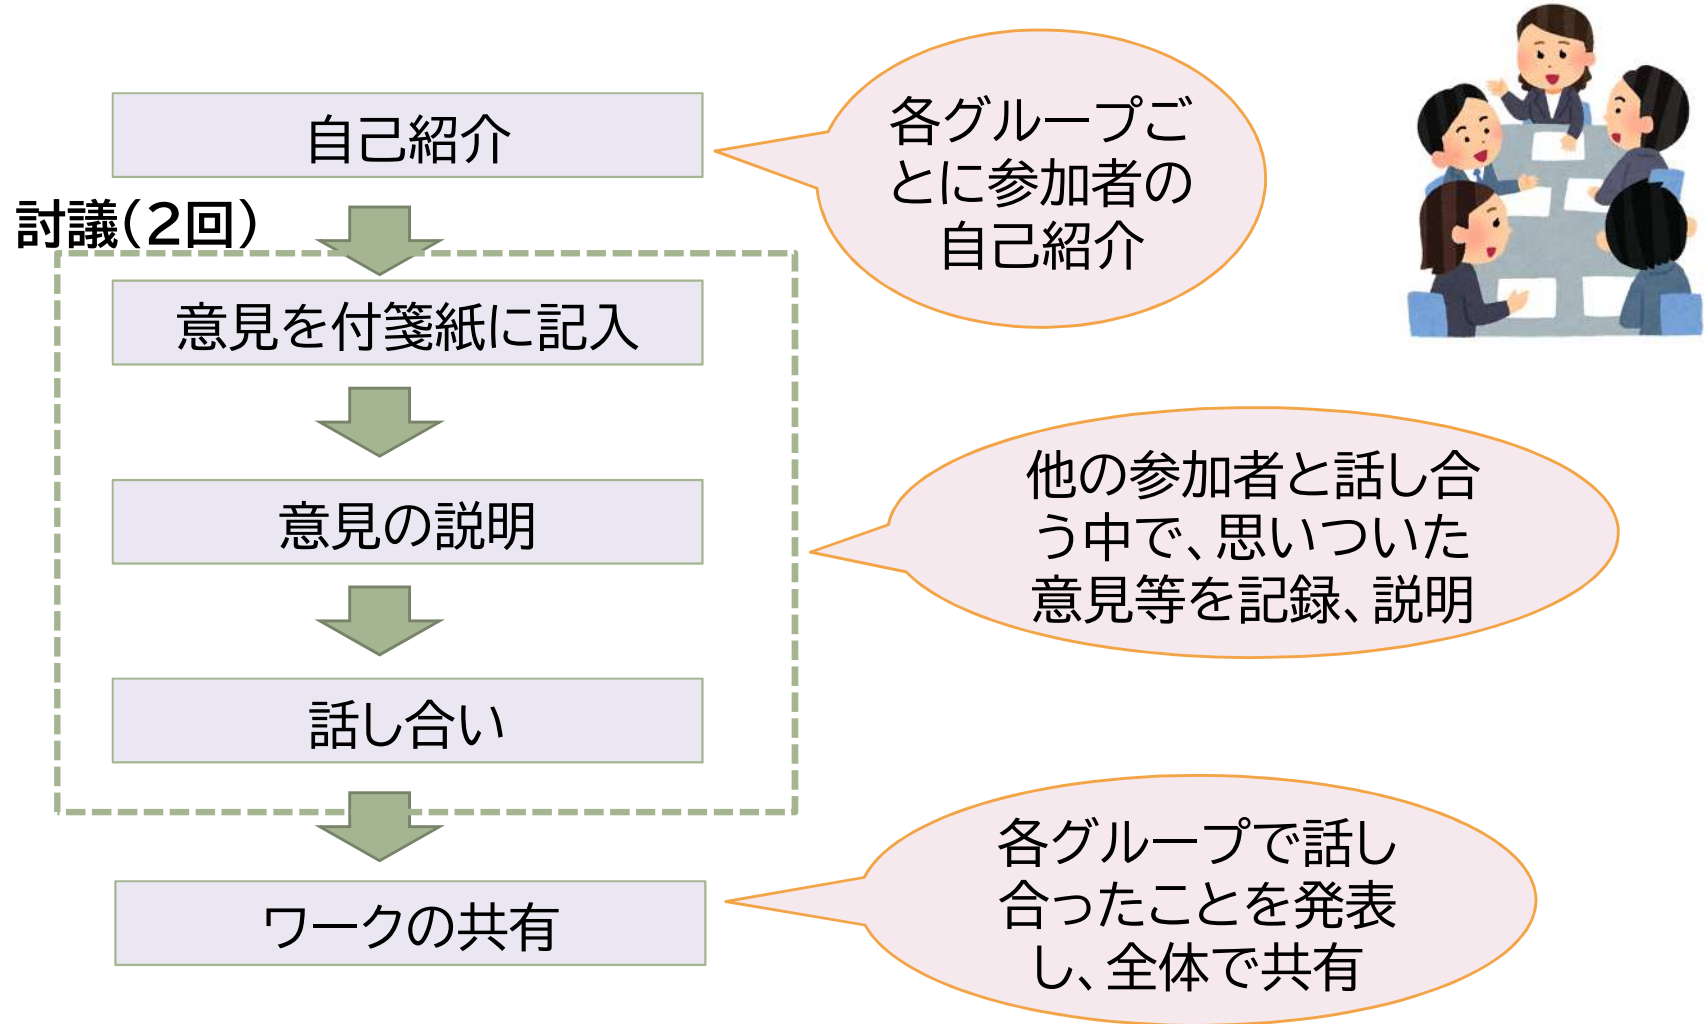 自己紹介
各グループご
とに参加者の
自己紹介
討議（2回）
意見を付箋紙に記入
意見の説明
他の参加者と話し合
う中で、思いついた
意見等を記録、説明
話し合い
ワークの共有
各グループで話し
合ったことを発表
し、全体で共有